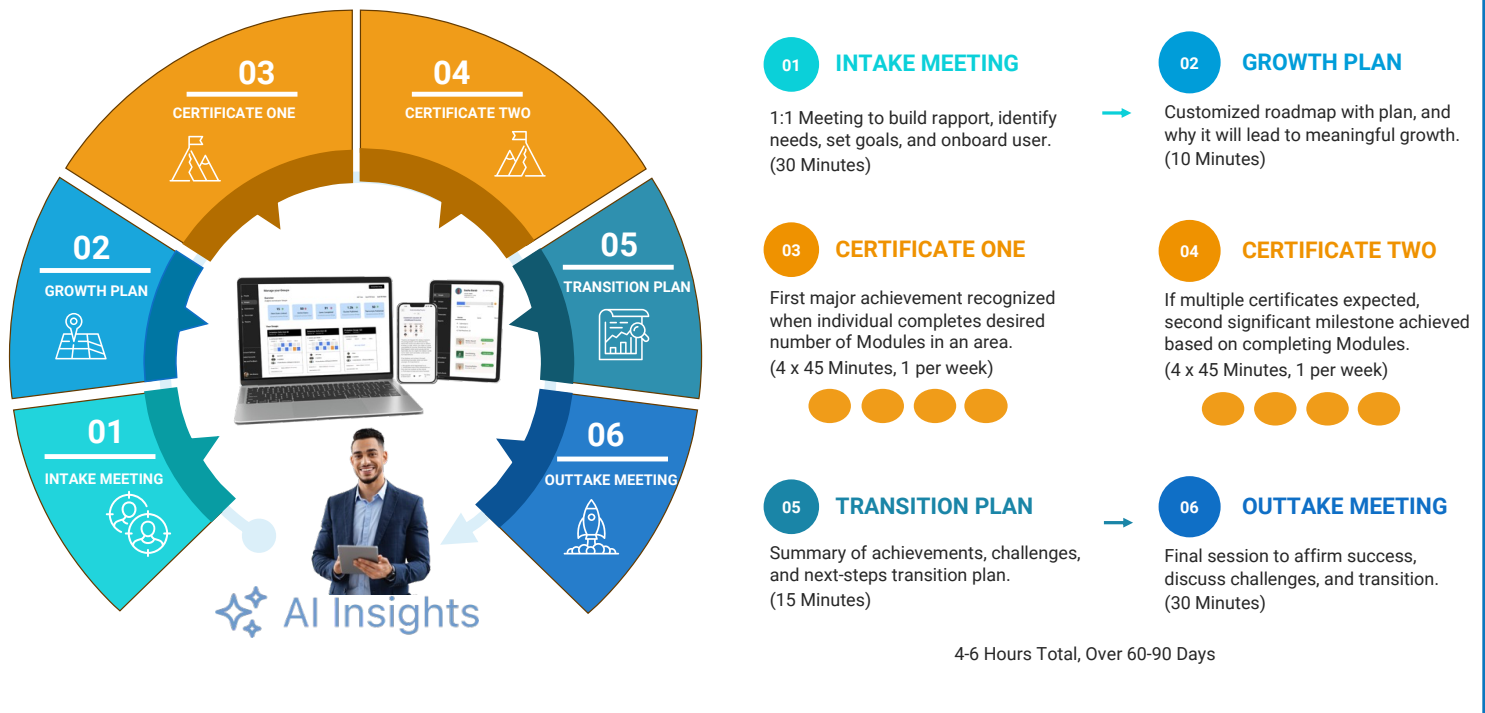 03
CERTIFICATE ONE
04
CERTIFICATE TWO
02
GROWTH PLAN
05
TRANSITION PLAN
01
INTAKE MEETING
06
OUTTAKE MEETING
AI Insights
01
INTAKE MEETING
1:1 Meeting to build rapport, identify
needs, set goals, and onboard user.
(30 Minutes)
02
GROWTH PLAN
Customized roadmap with plan, and
why it will lead to meaningful growth.
(10 Minutes)
03
CERTIFICATE ONE
First major achievement recognized
when individual completes desired
number of Modules in an area.
(4 x 45 Minutes, 1 per week)
04
CERTIFICATE TWO
If multiple certificates expected,
second significant milestone achieved
based on completing Modules.
(4 x 45 Minutes, 1 per week)
05
TRANSITION PLAN
Summary of achievements, challenges,
and next-steps transition plan.
(15 Minutes)
06
OUTTAKE MEETING
Final session to affirm success,
discuss challenges, and transition.
(30 Minutes)
4-6 Hours Total, Over 60-90 Days